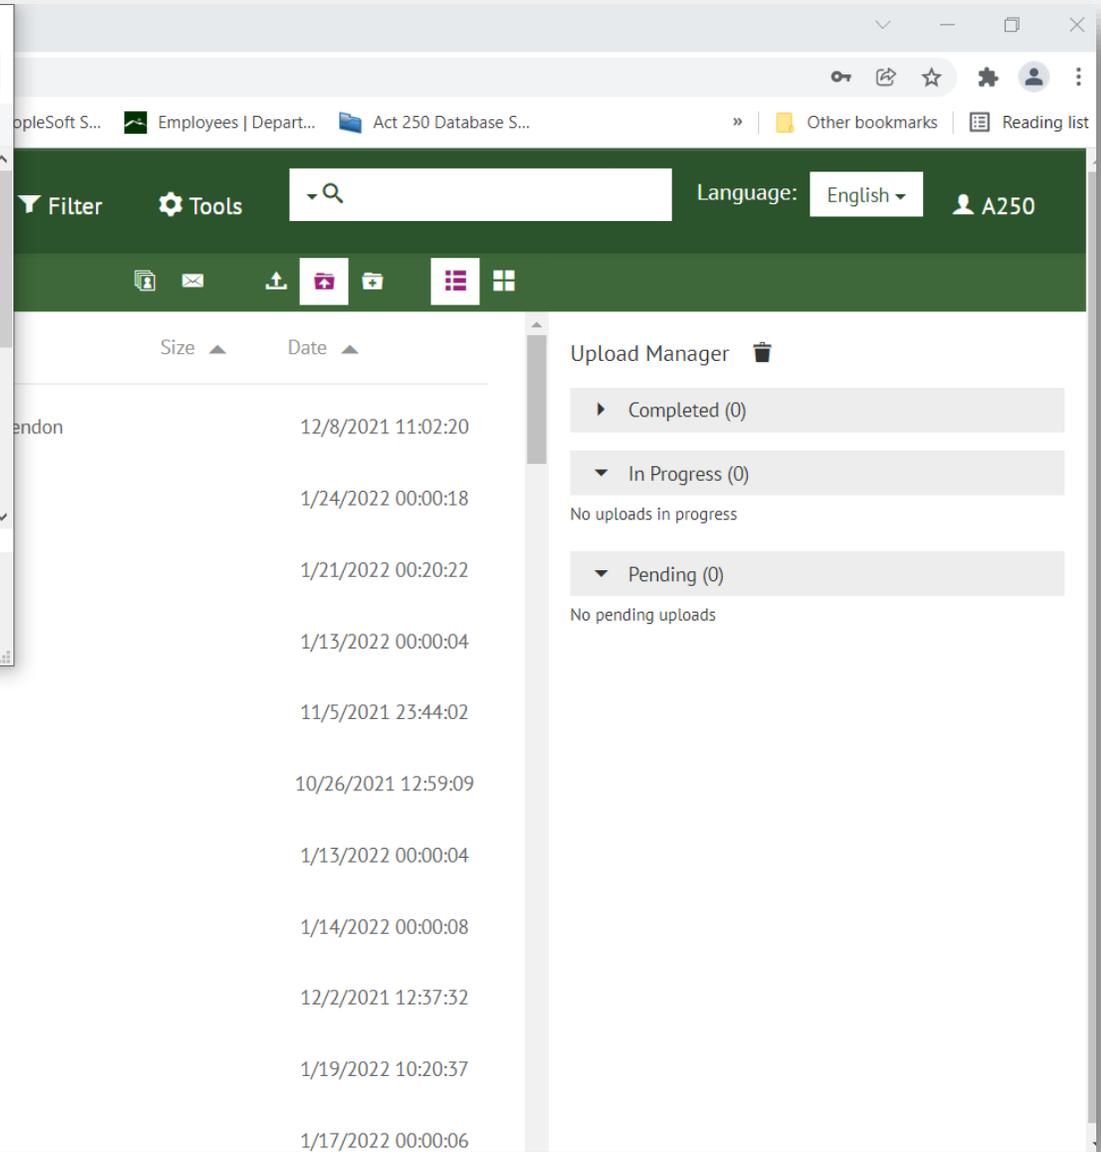 opleSoft S... Employees | Depart... Act 250 Database S... » Other bookmarks Reading list
Filter Tools Language: English A250
Size Date
Upload Manager
Completed (0)
endon 12/8/2021 11:02:20
In Progress (0)
1/24/2022 00:00:18
No uploads in progress
1/21/2022 00:20:22
Pending (0)
No pending uploads
1/13/2022 00:00:04
11/5/2021 23:44:02
10/26/2021 12:59:09
1/13/2022 00:00:04
1/14/2022 00:00:08
12/2/2021 12:37:32
1/19/2022 10:20:37
1/17/2022 00:00:06